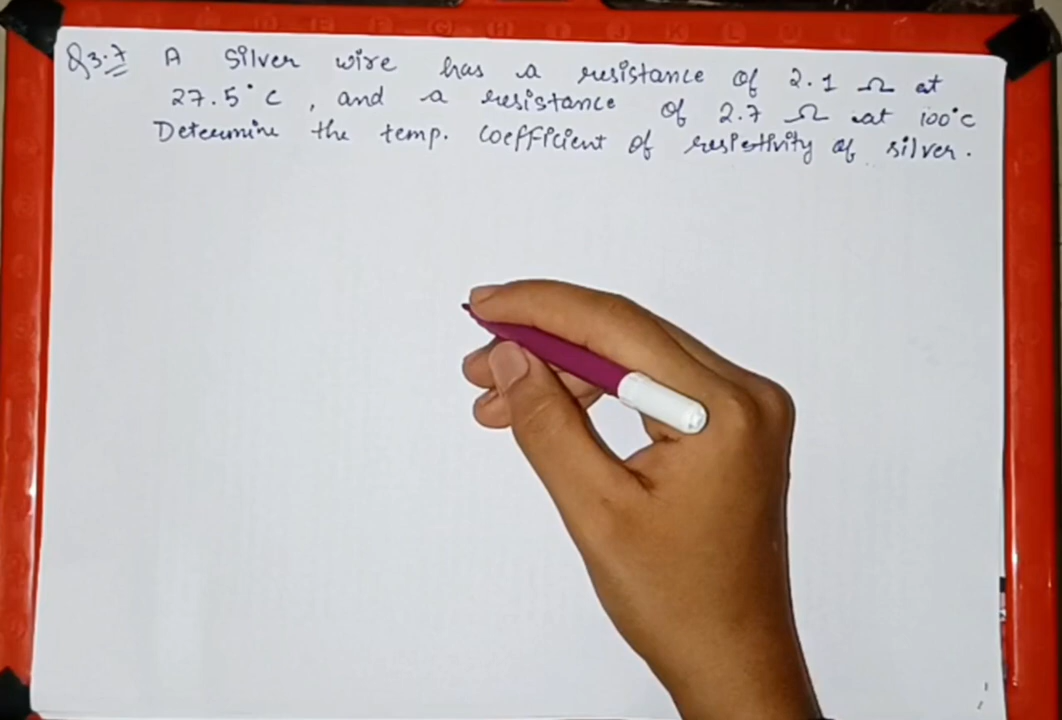 Q3.7 A silver wire has a resistance of 2.1 Ω at
27.5°C, and a resistance of 2.7 Ω at 100°C
Determine the temp. coefficient of resistivity of silver.